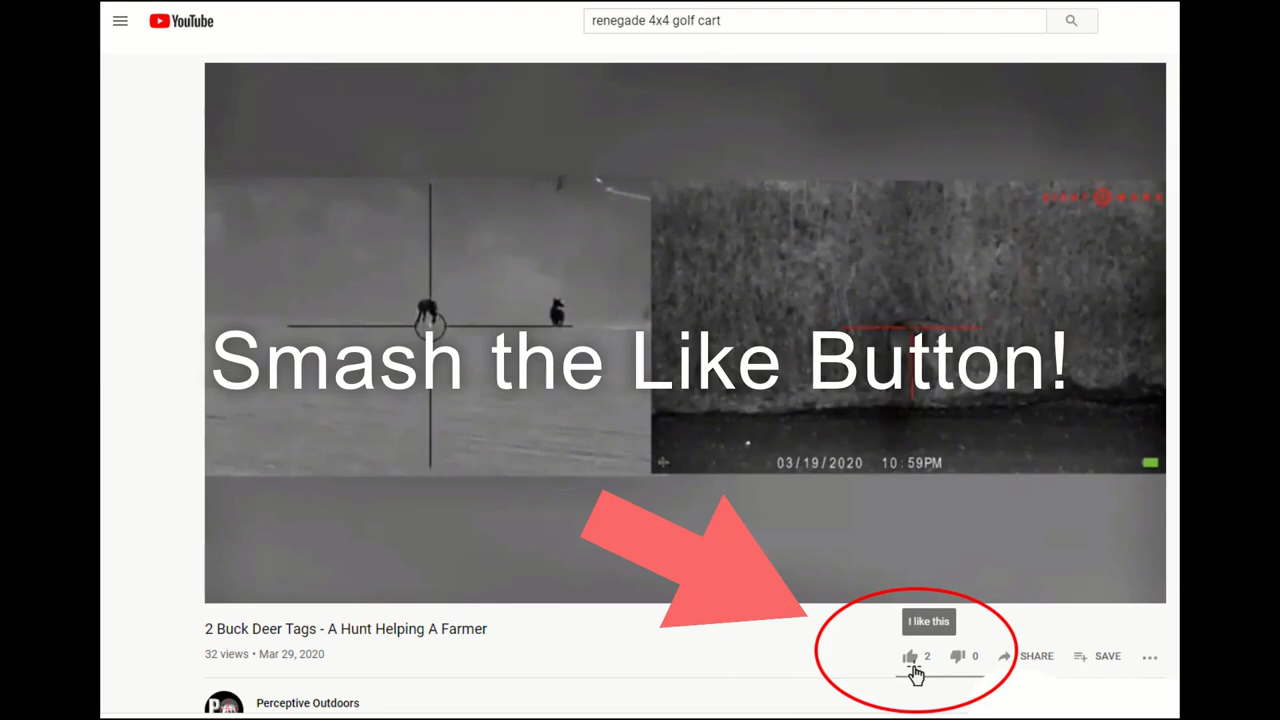 YouTube
renegade 4x4 golf cart
Smash the Like Button!
03/19/2020 10:59PM
2 Buck Deer Tags - A Hunt Helping A Farmer
I like this
32 views • Mar 29, 2020
2 0 SHARE SAVE
Perceptive Outdoors